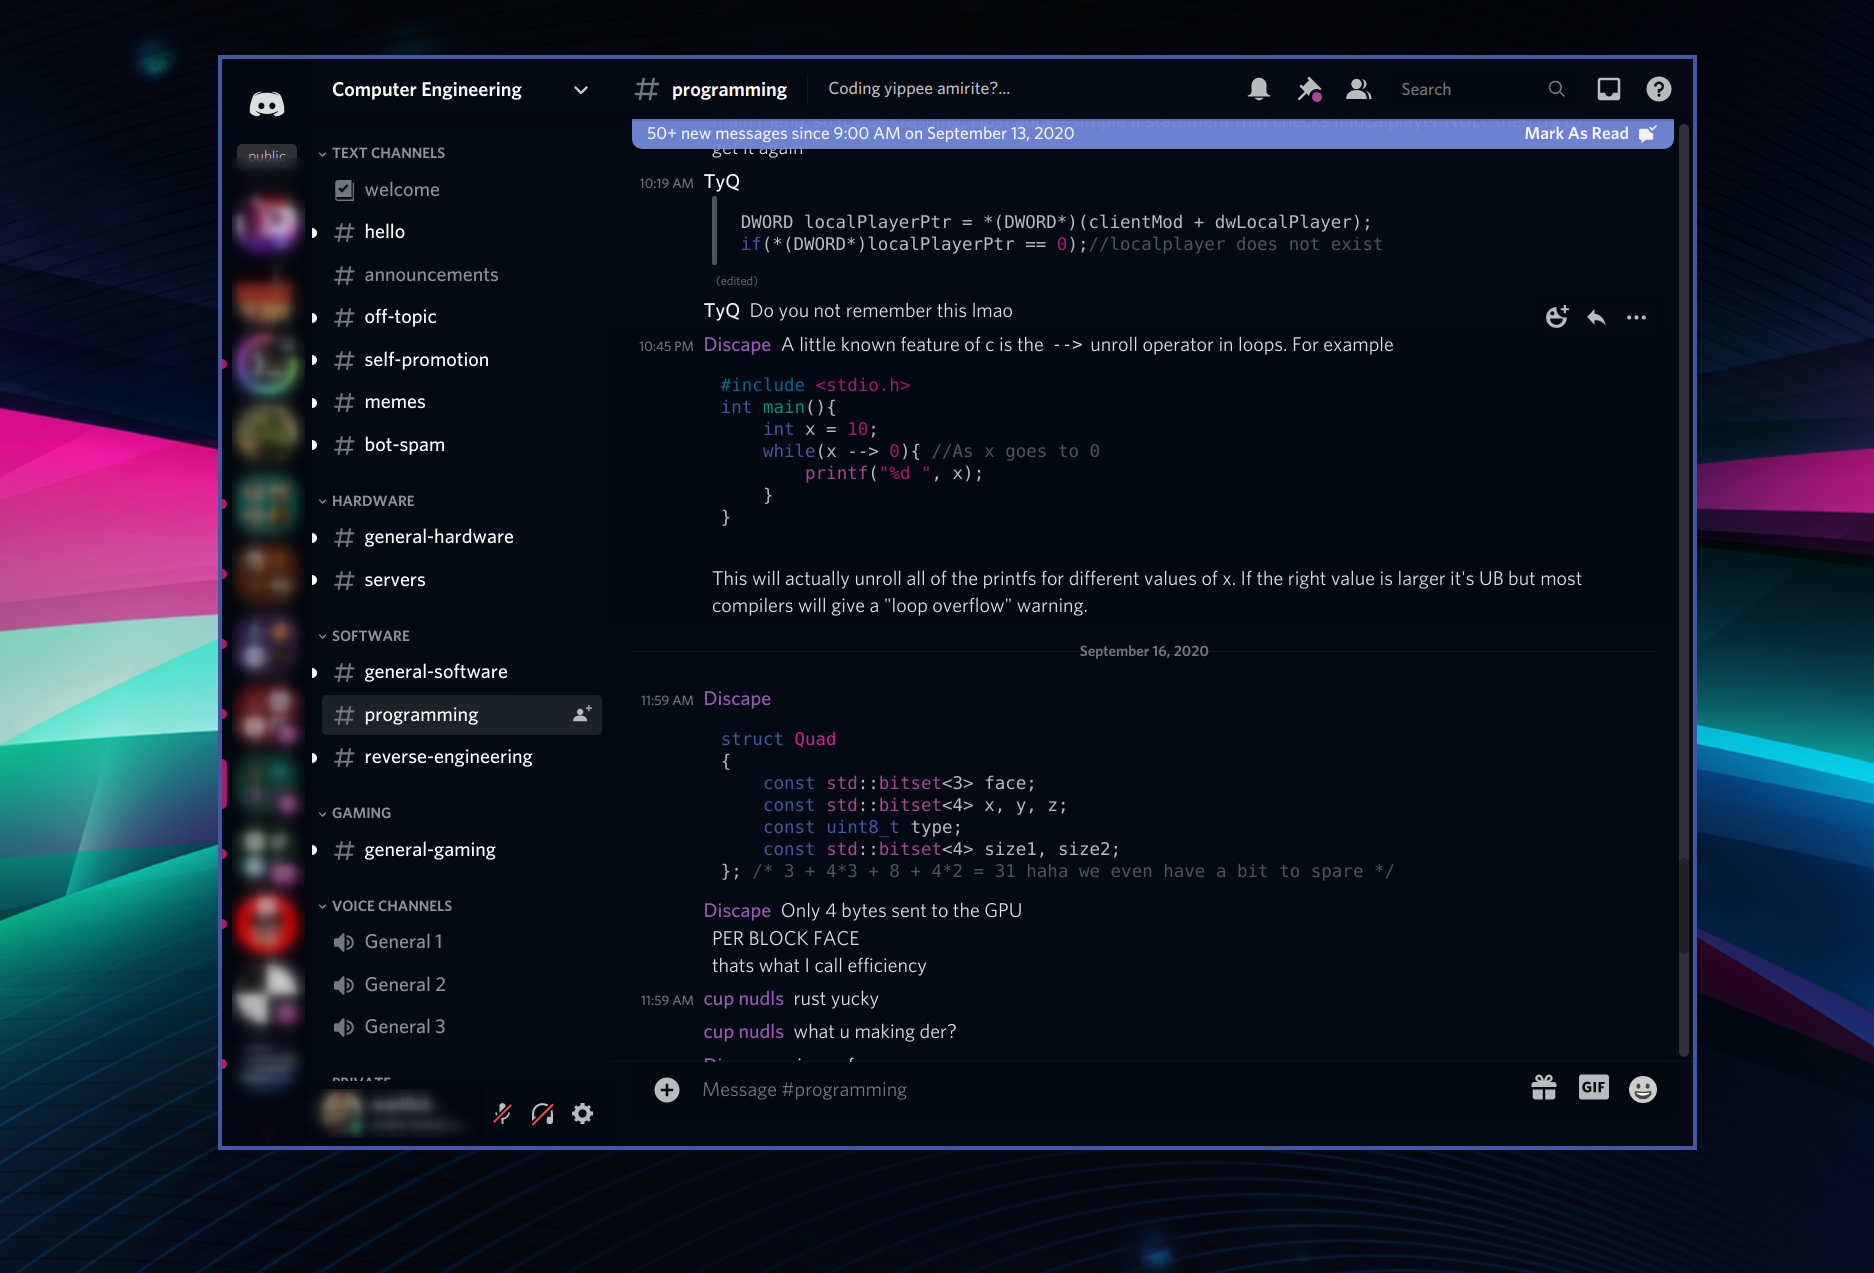 Computer Engineering
programming
Coding yippee amirite?...
Search
public
50+ new messages since 9:00 AM on September 13, 2020
Mark As Read
get it again
TEXT CHANNELS
welcome
hello
announcements
off-topic
self-promotion
memes
bot-spam
HARDWARE
general-hardware
servers
SOFTWARE
general-software
programming
reverse-engineering
GAMING
general-gaming
VOICE CHANNELS
General 1
General 2
General 3
PRIVATE
10:19 AM TyQ
DWORD localPlayerPtr = *(DWORD*)(clientMod + dwLocalPlayer);
if(*(DWORD*)localPlayerPtr == 0);//localplayer does not exist
(edited)
TyQ Do you not remember this lmao
10:45 PM Discape A little known feature of c is the --> unroll operator in loops. For example
#include <stdio.h>
int main(){
int x = 10;
while(x --> 0){ //As x goes to 0
printf("%d ", x);
}
}
This will actually unroll all of the printfs for different values of x. If the right value is larger it's UB but most
compilers will give a "loop overflow" warning.
September 16, 2020
11:59 AM Discape
struct Quad
{
const std::bitset<3> face;
const std::bitset<4> x, y, z;
const uint8_t type;
const std::bitset<4> size1, size2;
}; /* 3 + 4*3 + 8 + 4*2 = 31 haha we even have a bit to spare */
Discape Only 4 bytes sent to the GPU
PER BLOCK FACE
thats what I call efficiency
11:59 AM cup nudls rust yucky
cup nudls what u making der?
Message #programming
GIF